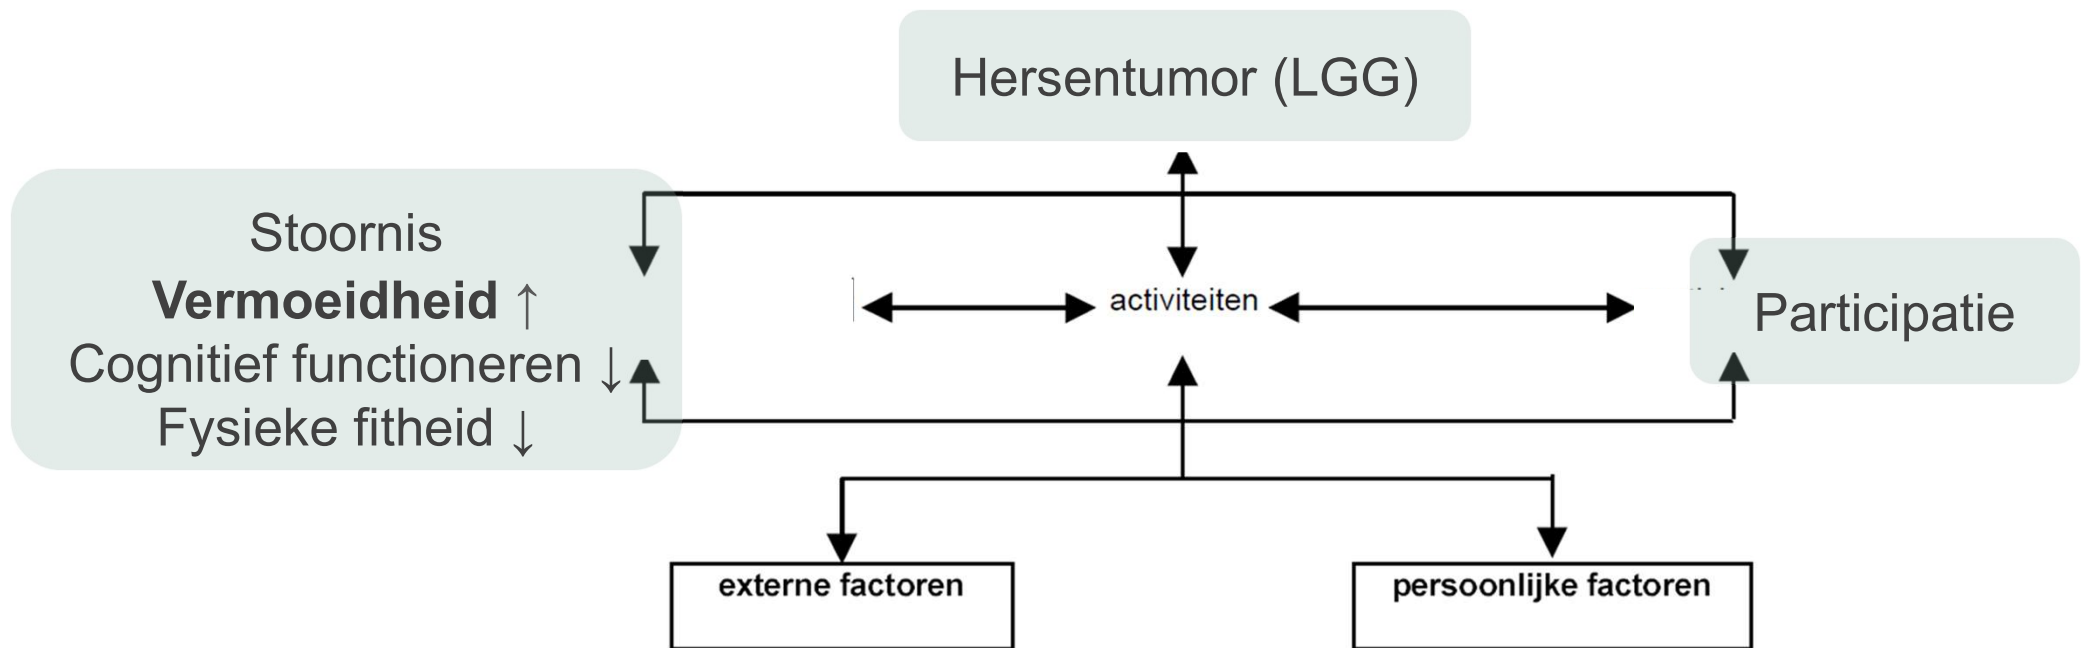 Hersentumor (LGG)
Stoornis
Vermoeidheid ↑
Cognitief functioneren ↓
Fysieke fitheid ↓
activiteiten
Participatie
externe factoren
persoonlijke factoren